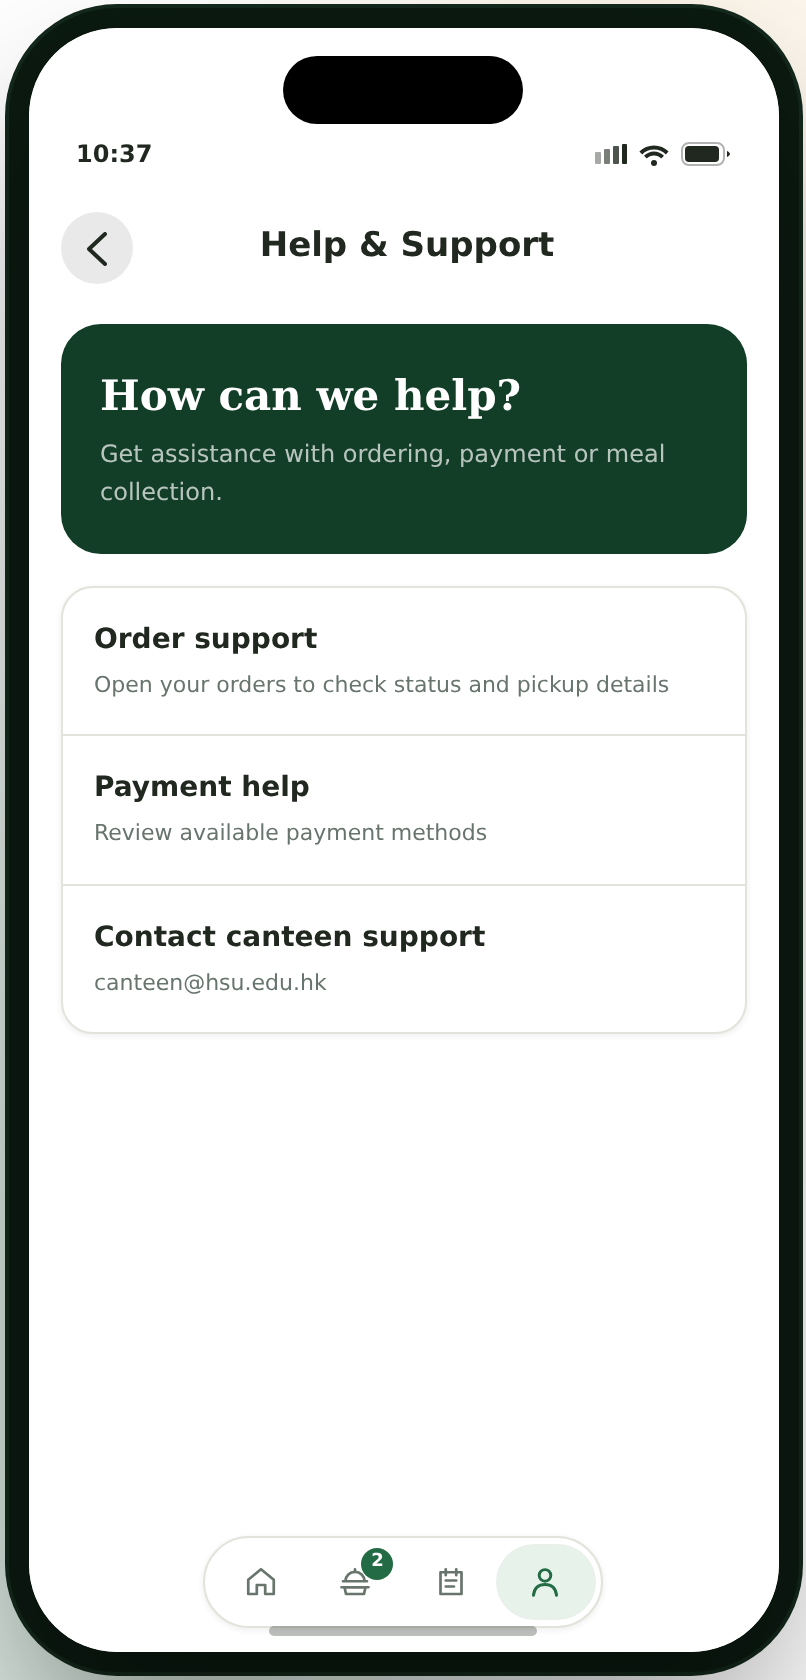 10:37
Help & Support
How can we help?
Get assistance with ordering, payment or meal
collection.
Order support
Open your orders to check status and pickup details
Payment help
Review available payment methods
Contact canteen support
canteen@hsu.edu.hk
2